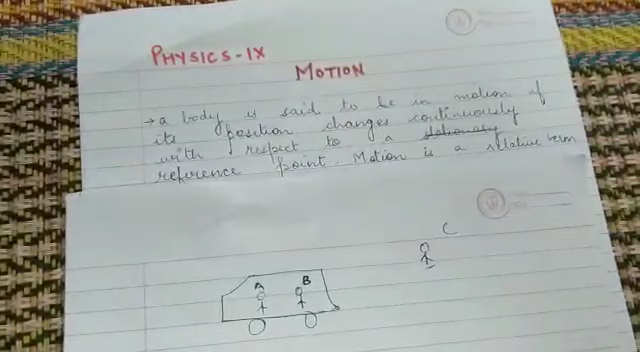 PHYSICS-IX
MOTION
→ a body is said to be in motion if
its position changes continuously
with respect to a stationary
reference point. Motion is a relative term
C
A B